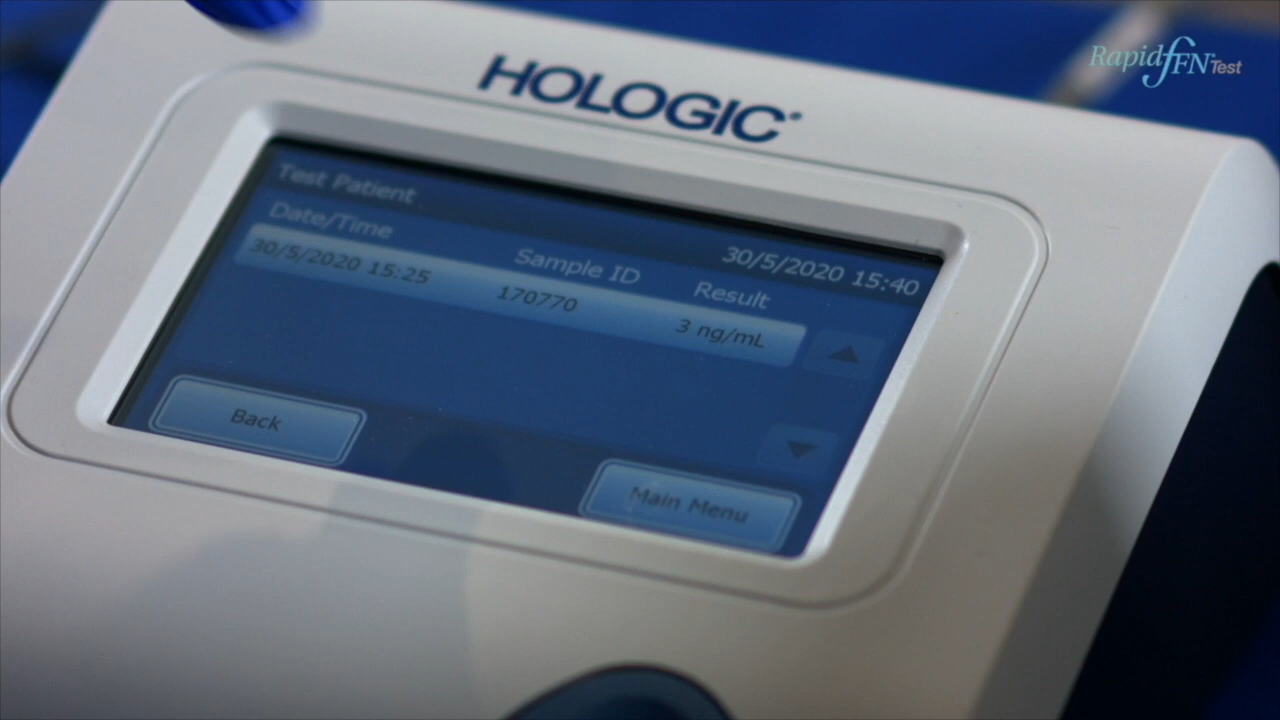 Rapid fFN Test
HOLOGIC
Test Patient
30/5/2020 15:40
Date/Time Sample ID Result
30/5/2020 15:25 170770 3 ng/mL
Back
Main Menu